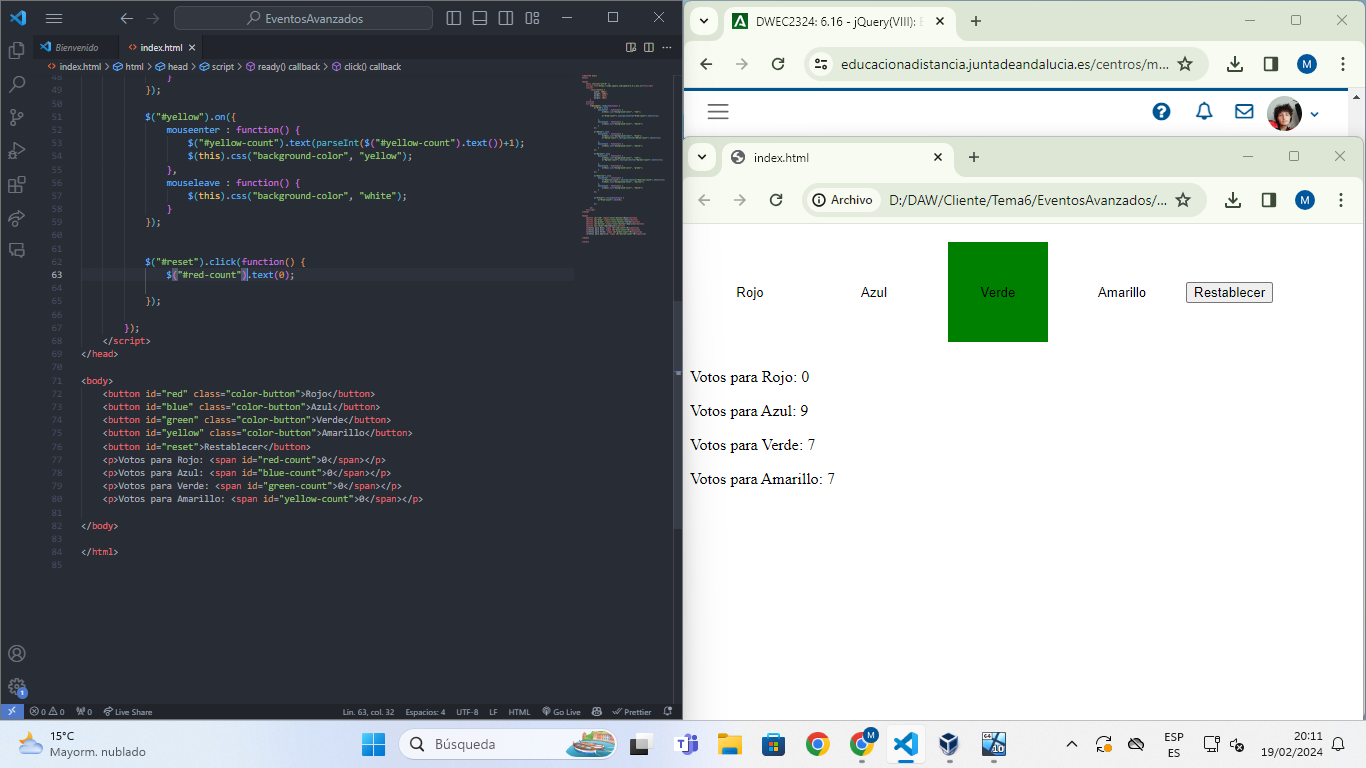 EventosAvanzados
Bienvenido
index.html
index.html > html > head > script > ready() callback > click() callback
48 }
49 });
50
51 $("#yellow").on({
52 mouseenter : function() {
53 $("#yellow-count").text(parseInt($("#yellow-count").text())+1);
54 $(this).css("background-color", "yellow");
55 },
56 mouseleave : function() {
57 $(this).css("background-color", "white");
58 }
59 });
60
61
62 $("#reset").click(function() {
63 $("#red-count").text(0);
64
65 });
66
67 });
68 </script>
69 </head>
70
71 <body>
72 <button id="red" class="color-button">Rojo</button>
73 <button id="blue" class="color-button">Azul</button>
74 <button id="green" class="color-button">Verde</button>
75 <button id="yellow" class="color-button">Amarillo</button>
76 <button id="reset">Restablecer</button>
77 <p>Votos para Rojo: <span id="red-count">0</span></p>
78 <p>Votos para Azul: <span id="blue-count">0</span></p>
79 <p>Votos para Verde: <span id="green-count">0</span></p>
80 <p>Votos para Amarillo: <span id="yellow-count">0</span></p>
81
82 </body>
83
84 </html>
85
1
0 0 0 Live Share Lín. 63, col. 32 Espacios: 4 UTF-8 LF HTML Go Live Prettier
DWEC2324: 6.16 - jQuery(VIII): E
educacionadistancia.juntadeandalucia.es/centros/m...
M
index.html
Archivo D:/DAW/Cliente/Tema6/EventosAvanzados/...
M
Rojo Azul Verde Amarillo Restablecer
Votos para Rojo: 0
Votos para Azul: 9
Votos para Verde: 7
Votos para Amarillo: 7
15°C
Mayorm. nublado
Búsqueda
M
ESP
ES
20:11
19/02/2024